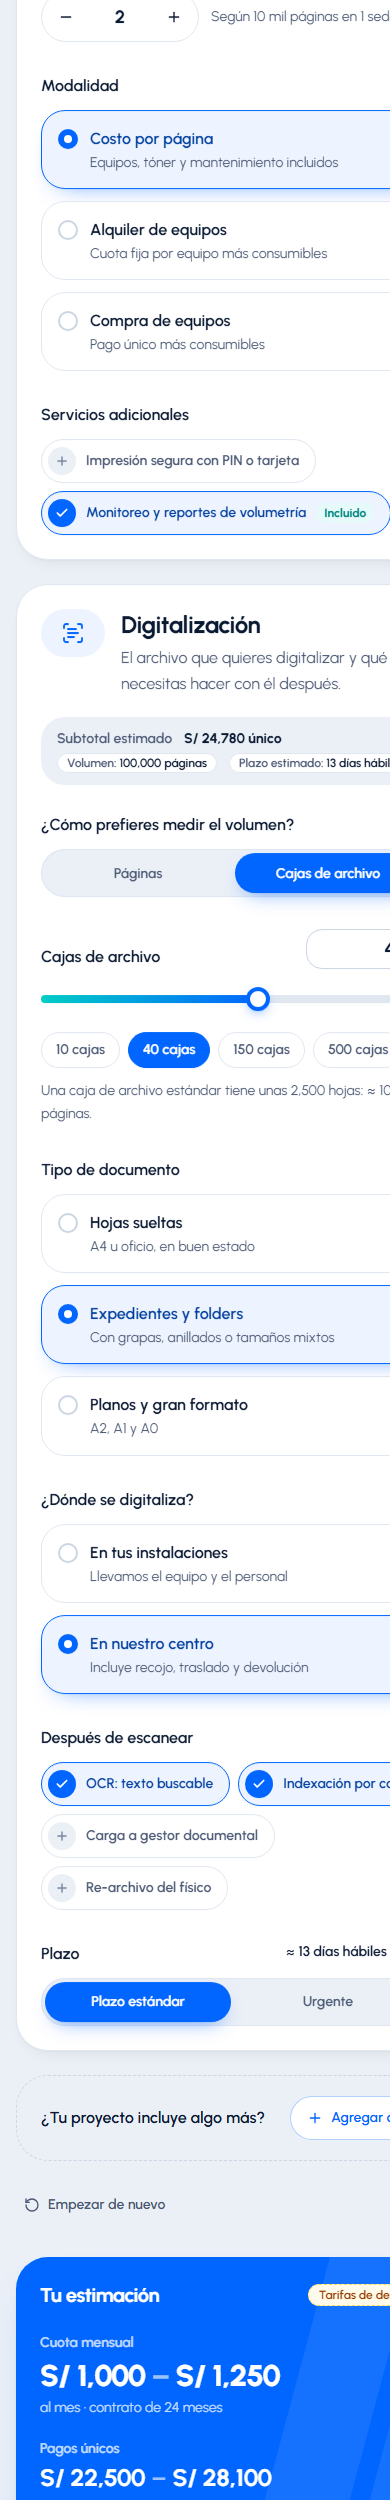 2 Según 10 mil páginas en 1 sed
Modalidad
Costo por página
Equipos, tóner y mantenimiento incluidos
Alquiler de equipos
Cuota fija por equipo más consumibles
Compra de equipos
Pago único más consumibles
Servicios adicionales
Impresión segura con PIN o tarjeta
Monitoreo y reportes de volumetría Incluido
Digitalización
El archivo que quieres digitalizar y qué
necesitas hacer con él después.
Subtotal estimado S/ 24,780 único
Volumen: 100,000 páginas Plazo estimado: 13 días hábil
¿Cómo prefieres medir el volumen?
Páginas Cajas de archivo
Cajas de archivo 4
10 cajas 40 cajas 150 cajas 500 cajas
Una caja de archivo estándar tiene unas 2,500 hojas: ≈ 10
páginas.
Tipo de documento
Hojas sueltas
A4 u oficio, en buen estado
Expedientes y folders
Con grapas, anillados o tamaños mixtos
Planos y gran formato
A2, A1 y A0
¿Dónde se digitaliza?
En tus instalaciones
Llevamos el equipo y el personal
En nuestro centro
Incluye recojo, traslado y devolución
Después de escanear
OCR: texto buscable Indexación por co
Carga a gestor documental
Re-archivo del físico
Plazo ≈ 13 días hábiles
Plazo estándar Urgente
¿Tu proyecto incluye algo más? Agregar o
Empezar de nuevo
Tu estimación Tarifas de de
Cuota mensual
S/ 1,000 – S/ 1,250
al mes · contrato de 24 meses
Pagos únicos
S/ 22,500 – S/ 28,100